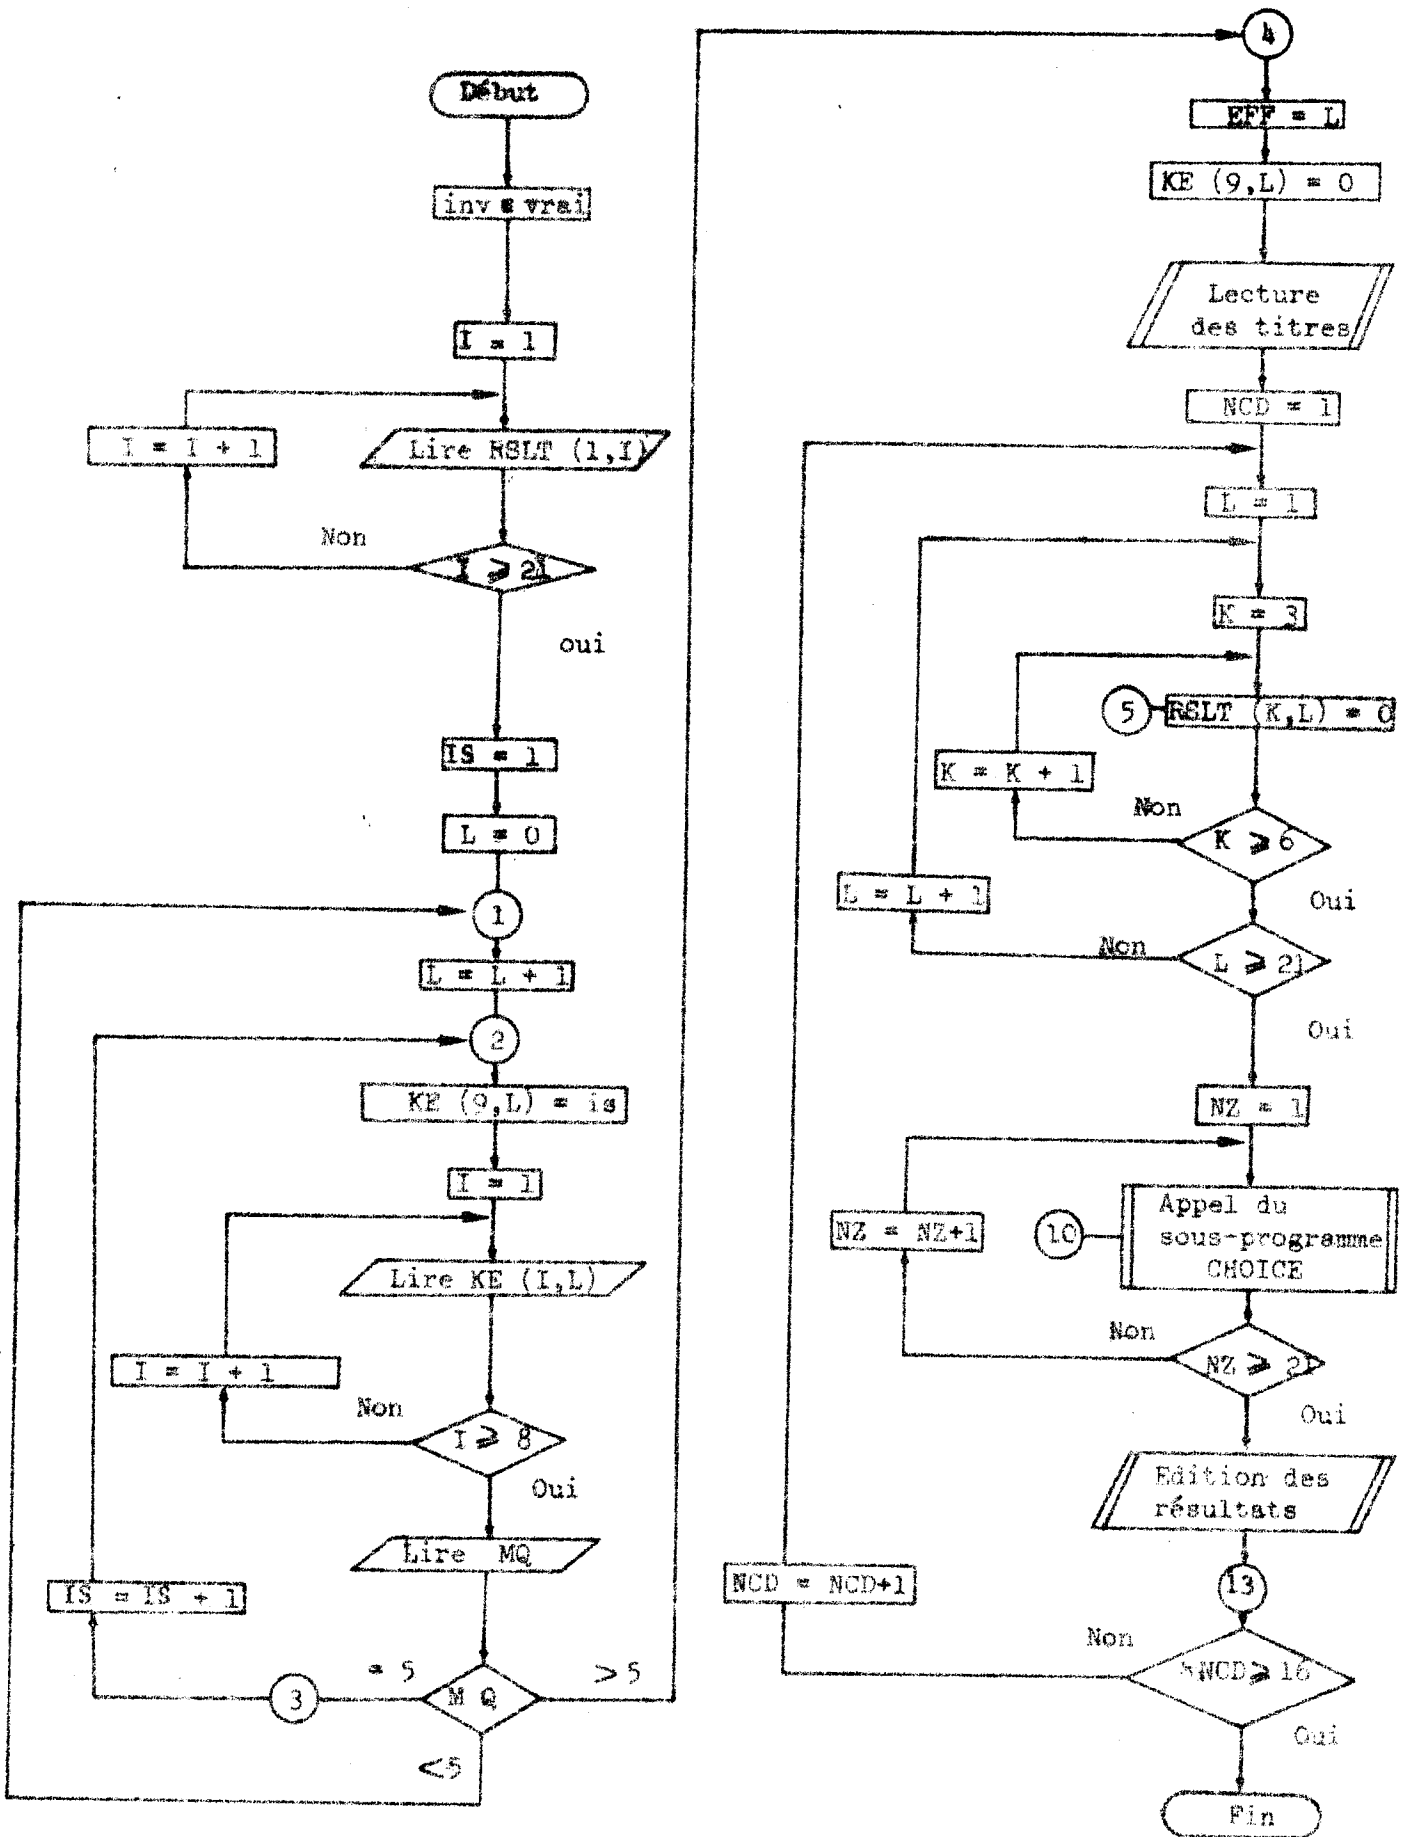 Début
inv = vrai
I = 1
I = I + 1
Lire RSLT (1,I)
Non
I ⩾ 21
oui
IS = 1
L = 0
1
L = L + 1
2
KE (9,L) = is
I = 1
Lire KE (I,L)
I = I + 1
Non
I ⩾ 8
Oui
Lire MQ
IS = IS + 1
= 5
> 5
3
M Q
<5
4
EFF = L
KE (9,L) = 0
Lecture
des titres
NCD = 1
L = 1
K = 3
5
RSLT (K,L) = 0
K = K + 1
Non
K ⩾ 6
L = L + 1
Oui
Non
L ⩾ 21
Oui
NZ = 1
NZ = NZ+1
10
Appel du
sous-programme
CHOICE
Non
NZ ⩾ 21
Oui
Edition des
résultats
NCD = NCD+1
13
Non
NCD ⩾ 16
Oui
Fin